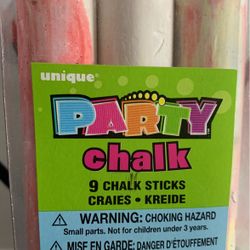 unique®
PARTY
chalk
9 CHALK STICKS
CRAIES • KREIDE
⚠ WARNING: CHOKING HAZARD
Small parts. Not for children under 3 years.
⚠ MISE EN GARDE: DANGER D'ÉTOUFFEMENT